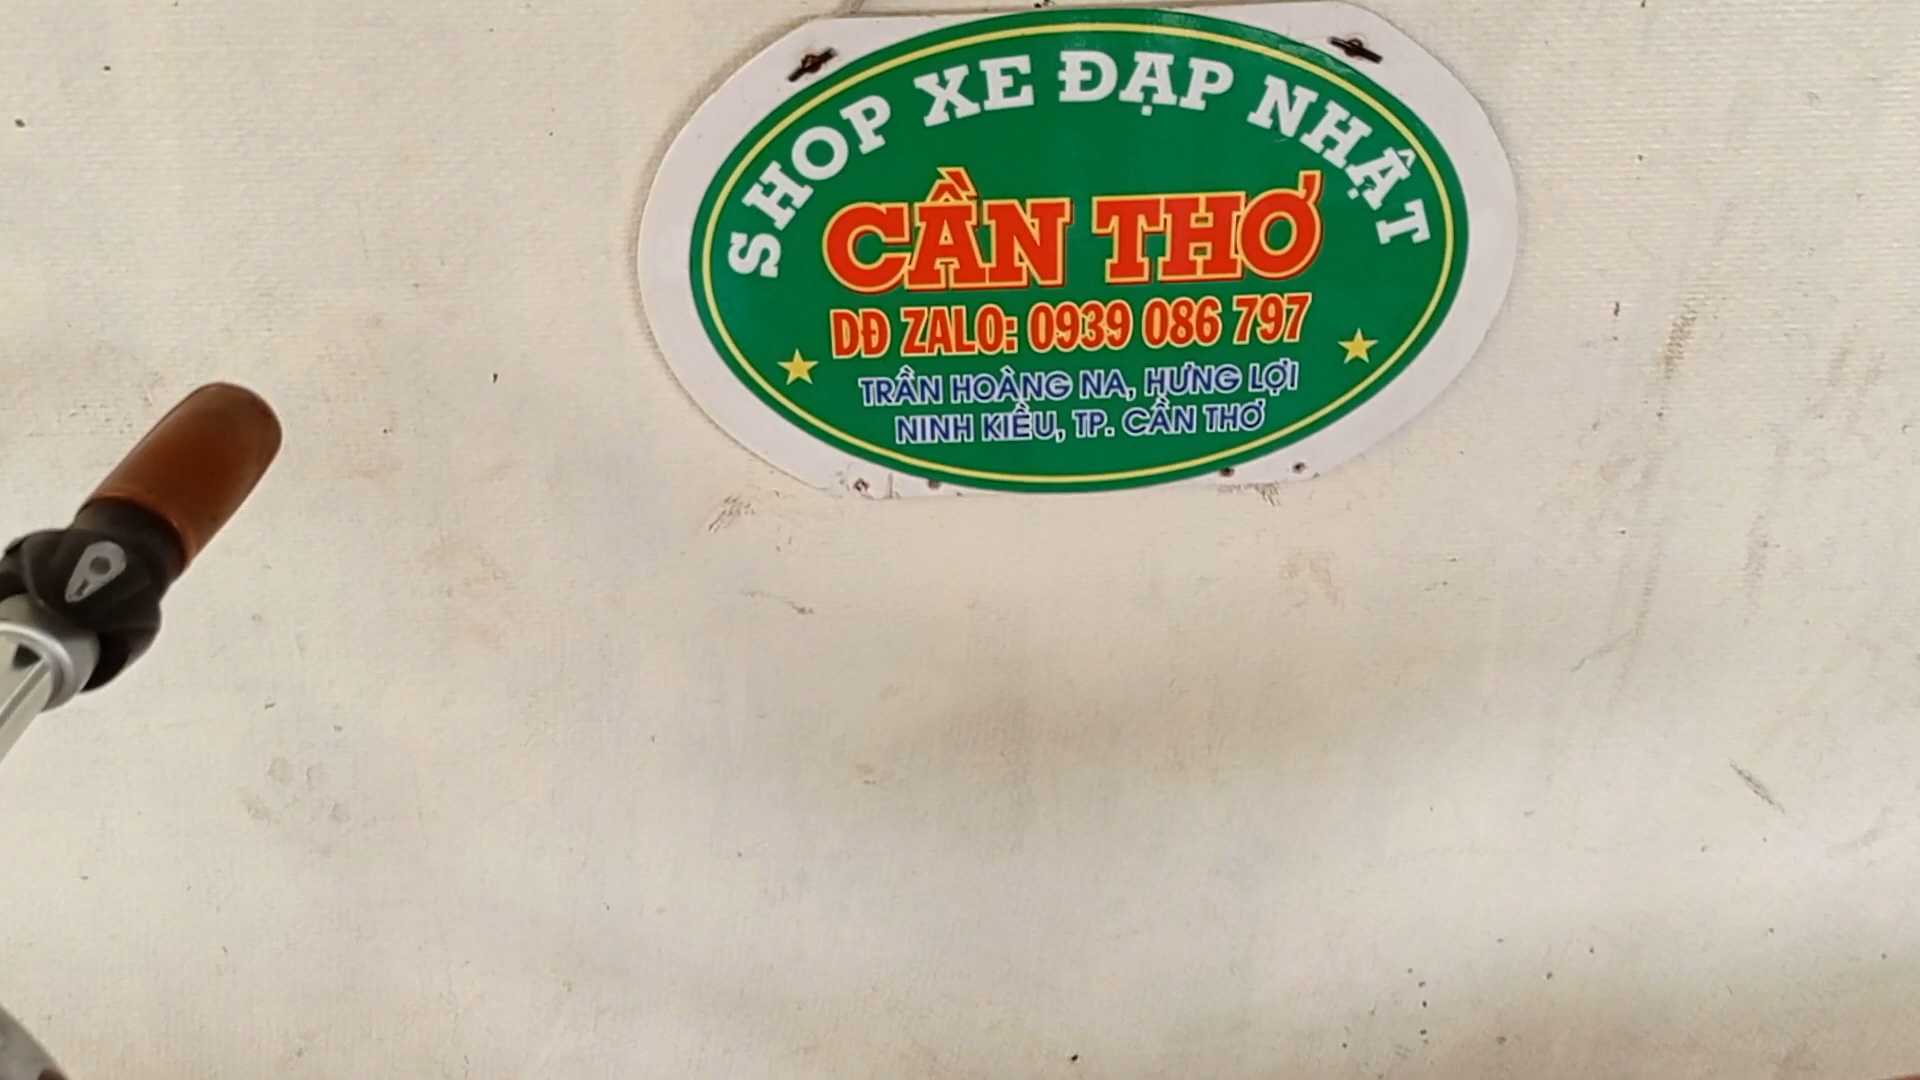 SHOP XE ĐẠP NHẬT
CẦN THƠ
DĐ ZALO: 0939 086 797
TRẦN HOÀNG NA, HƯNG LỢI
NINH KIỀU, TP. CẦN THƠ